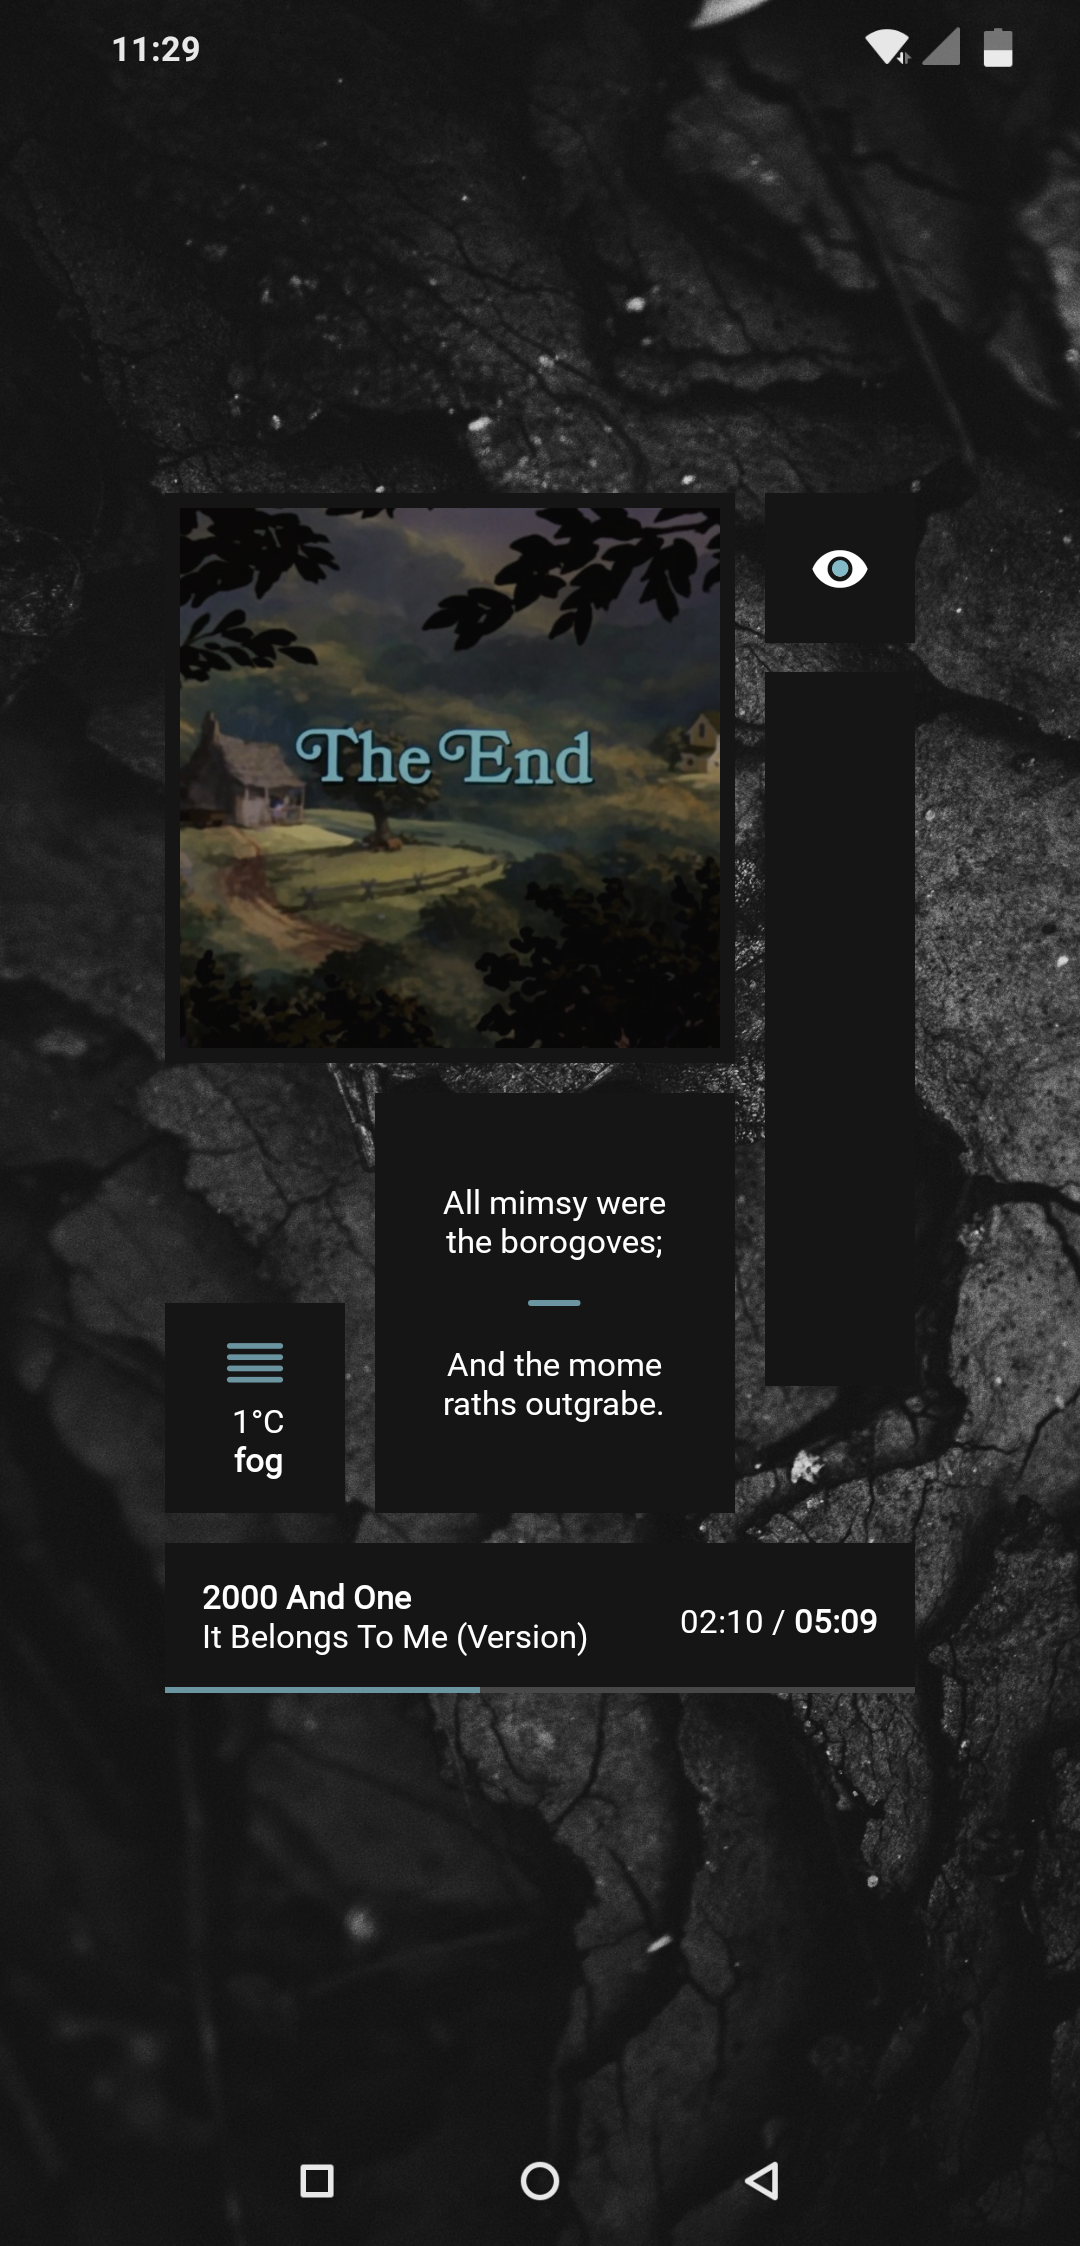 11:29
The End
All mimsy were
the borogoves;
And the mome
raths outgrabe.
1°C
fog
2000 And One
It Belongs To Me (Version)
02:10 / 05:09